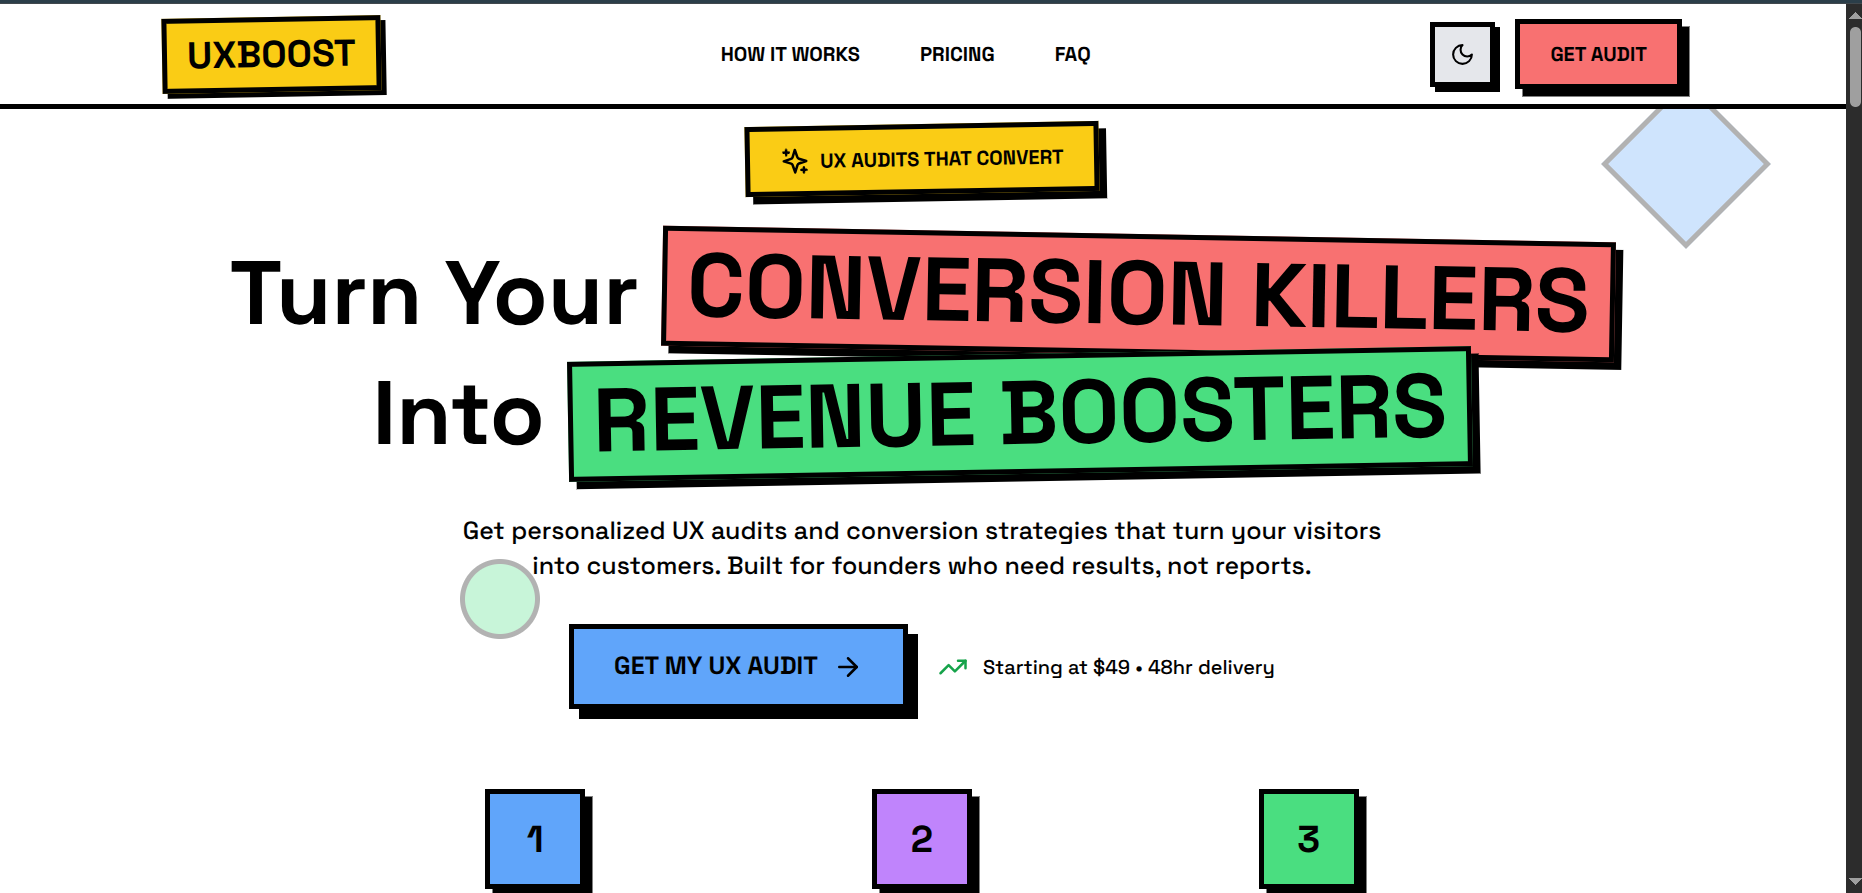 UXBOOST
HOW IT WORKS
PRICING
FAQ
GET AUDIT
UX AUDITS THAT CONVERT
Turn Your CONVERSION KILLERS
Into REVENUE BOOSTERS
Get personalized UX audits and conversion strategies that turn your visitors
into customers. Built for founders who need results, not reports.
GET MY UX AUDIT
Starting at $49 • 48hr delivery
1
2
3